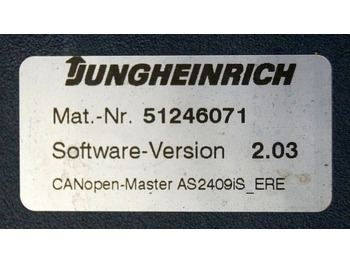 JUNGHEINRICH
Mat.-Nr. 51246071
Software-Version 2.03
CANopen-Master AS2409iS_ERE